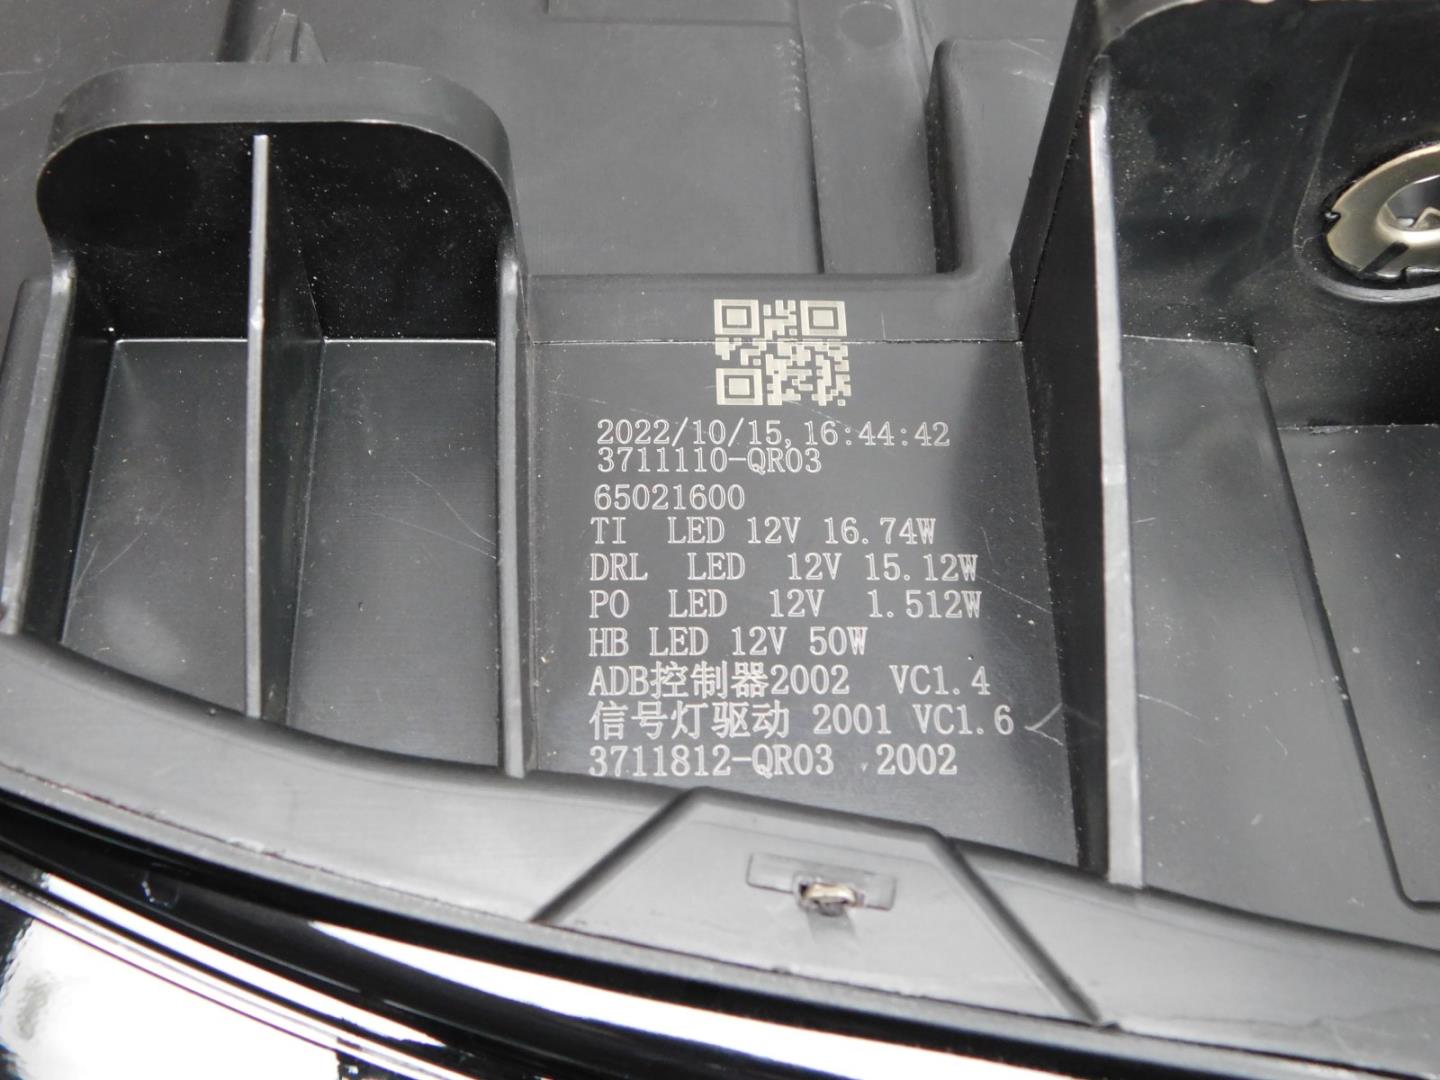 2022/10/15,16:44:42
3711110-QR03
65021600
TI LED 12V 16.74W
DRL LED 12V 15.12W
PO LED 12V 1.512W
HB LED 12V 50W
ADB控制器2002 VC1.4
信号灯驱动 2001 VC1.6
3711812-QR03 2002